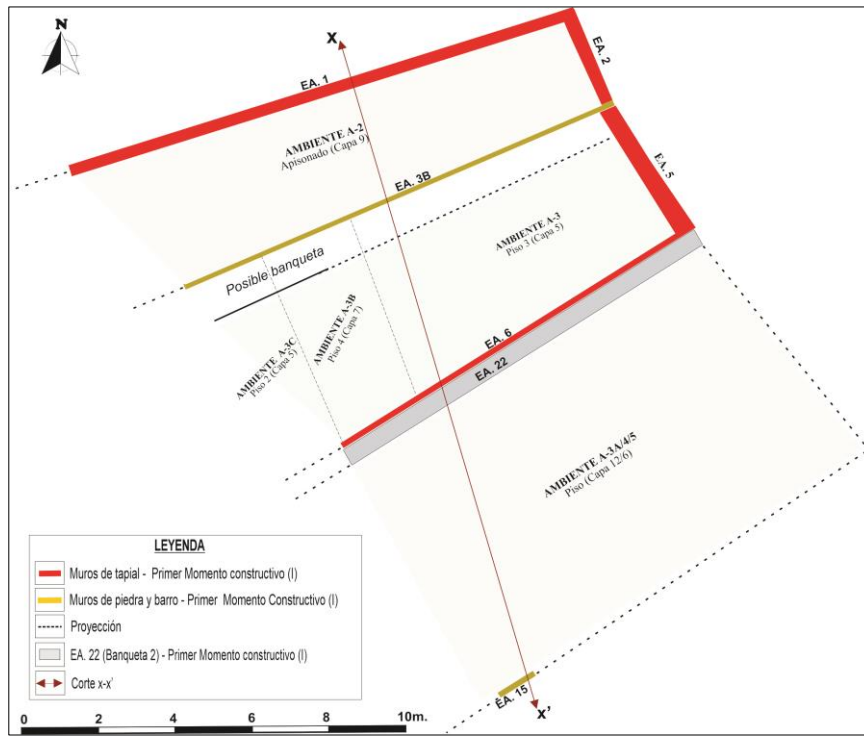 N
X
EA. 1
EA. 2
AMBIENTE A-2
Apisonado (Capa 9)
EA. 3B
EA. 5
AMBIENTE A-3
Piso 3 (Capa 5)
Posible banqueta
AMBIENTE A-3B
Piso 4 (Capa 7)
AMBIENTE A-3C
Piso 2 (Capa 5)
EA. 6
EA. 22
AMBIENTE A-3A/4/5
Piso (Capa 12/6)
EA. 15
X'
LEYENDA
Muros de tapial - Primer Momento constructivo (I)
Muros de piedra y barro - Primer Momento Constructivo (I)
Proyección
EA. 22 (Banqueta 2) - Primer Momento constructivo (I)
Corte x-x'
0 2 4 6 8 10m.